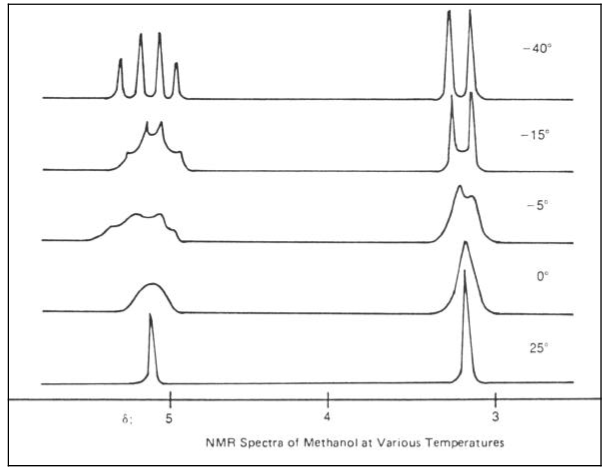 −40°
−15°
−5°
0°
25°
δ; 5 4 3
NMR Spectra of Methanol at Various Temperatures